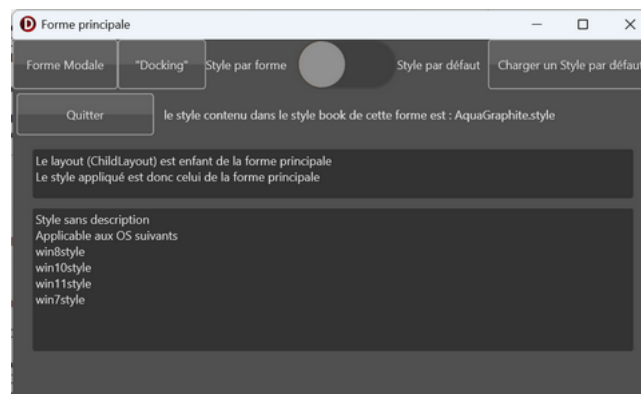 Forme principale
Forme Modale "Docking" Style par forme Style par défaut Charger un Style par défaut
Quitter le style contenu dans le style book de cette forme est : AquaGraphite.style
Le layout (ChildLayout) est enfant de la forme principale
Le style appliqué est donc celui de la forme principale
Style sans description
Applicable aux OS suivants
win8style
win10style
win11style
win7style